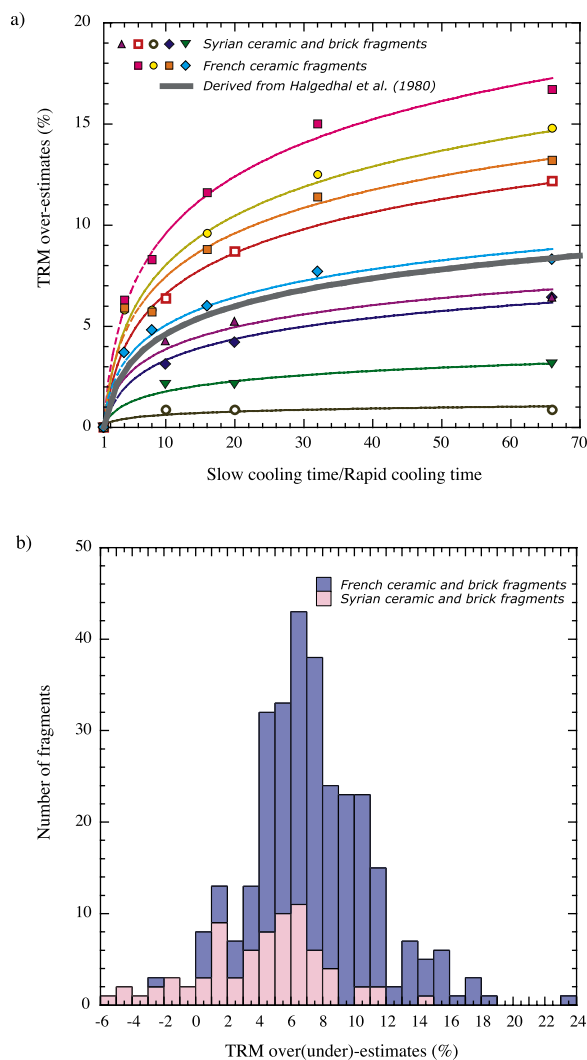 a)
20
15
10
5
0
TRM over-estimates (%)
Syrian ceramic and brick fragments
French ceramic fragments
Derived from Halgedhal et al. (1980)
1 10 20 30 40 50 60 70
Slow cooling time/Rapid cooling time
b)
50
40
30
20
10
0
Number of fragments
French ceramic and brick fragments
Syrian ceramic and brick fragments
-6 -4 -2 0 2 4 6 8 10 12 14 16 18 20 22 24
TRM over(under)-estimates (%)